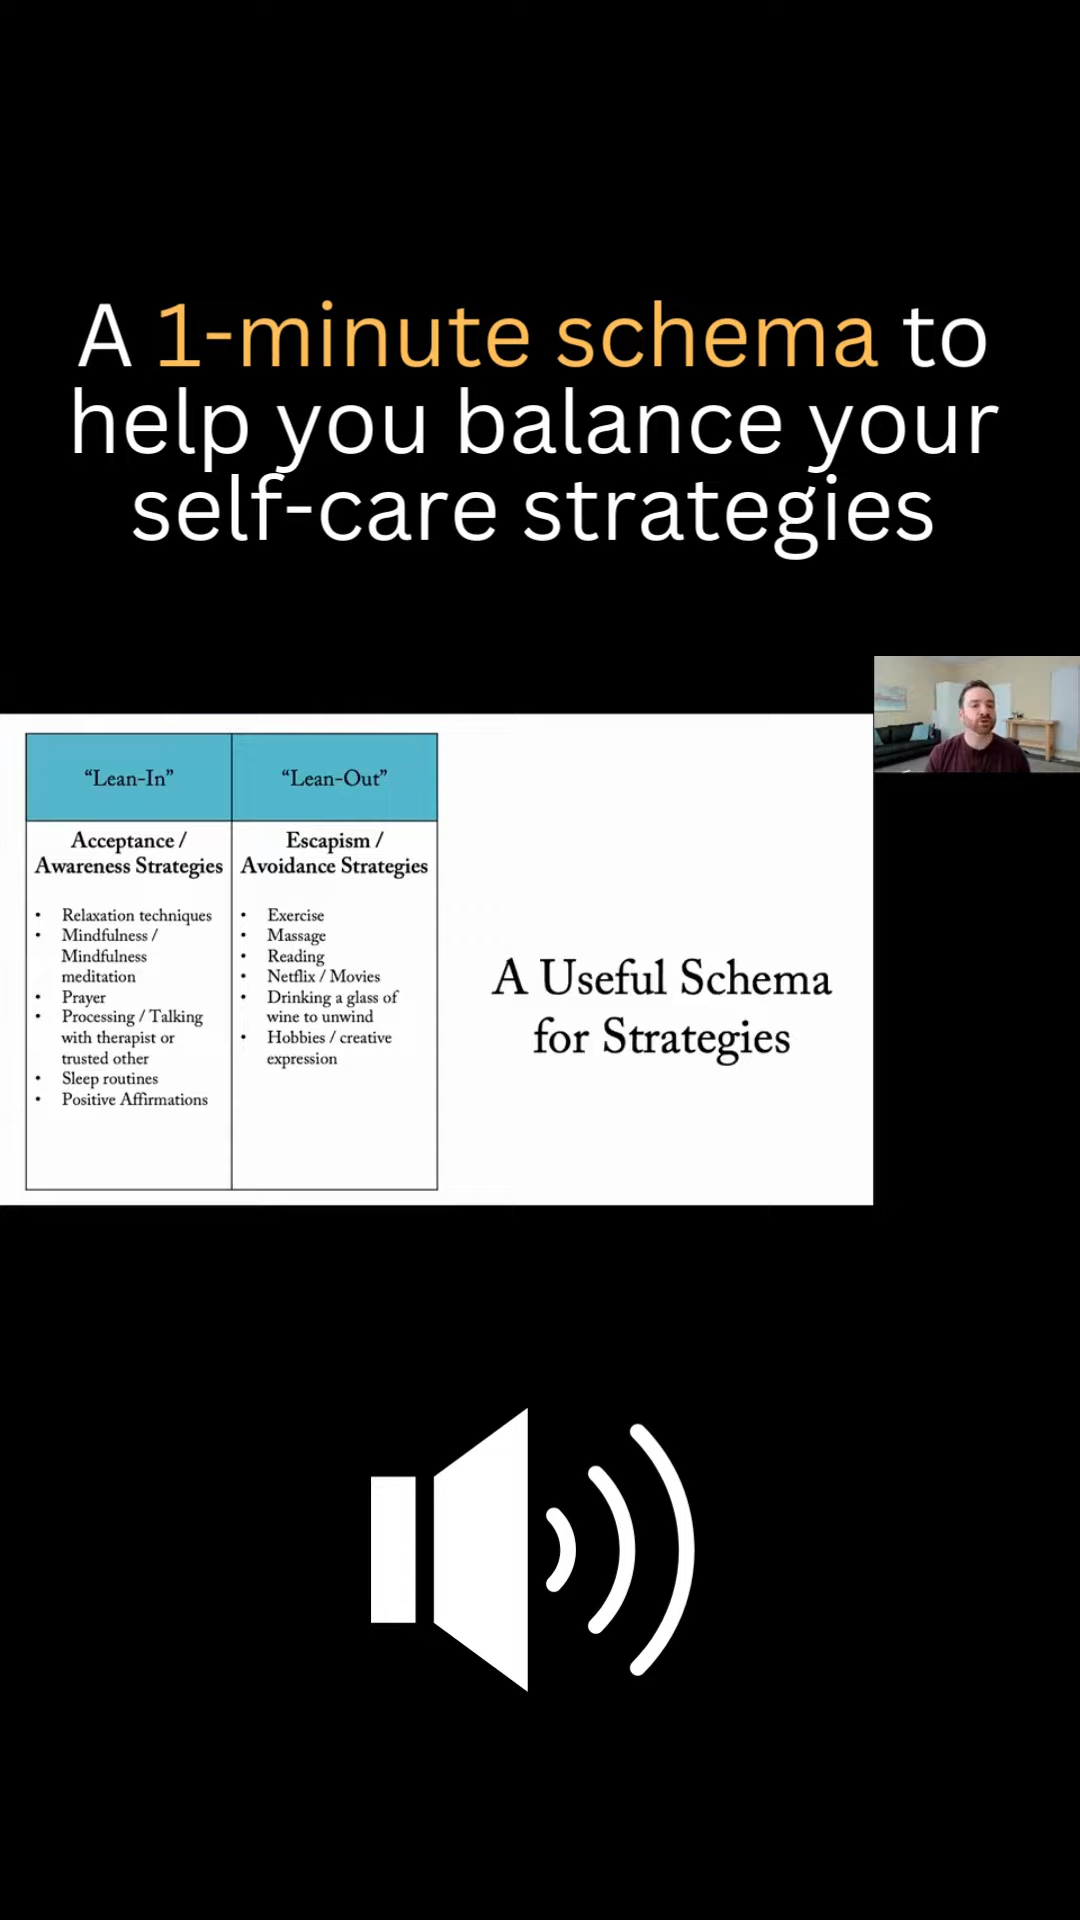 A 1-minute schema to
help you balance your
self-care strategies
“Lean-In”
“Lean-Out”
Acceptance /
Awareness Strategies
• Relaxation techniques
• Mindfulness /
Mindfulness
meditation
• Prayer
• Processing / Talking
with therapist or
trusted other
• Sleep routines
• Positive Affirmations
Escapism /
Avoidance Strategies
• Exercise
• Massage
• Reading
• Netflix / Movies
• Drinking a glass of
wine to unwind
• Hobbies / creative
expression
A Useful Schema
for Strategies